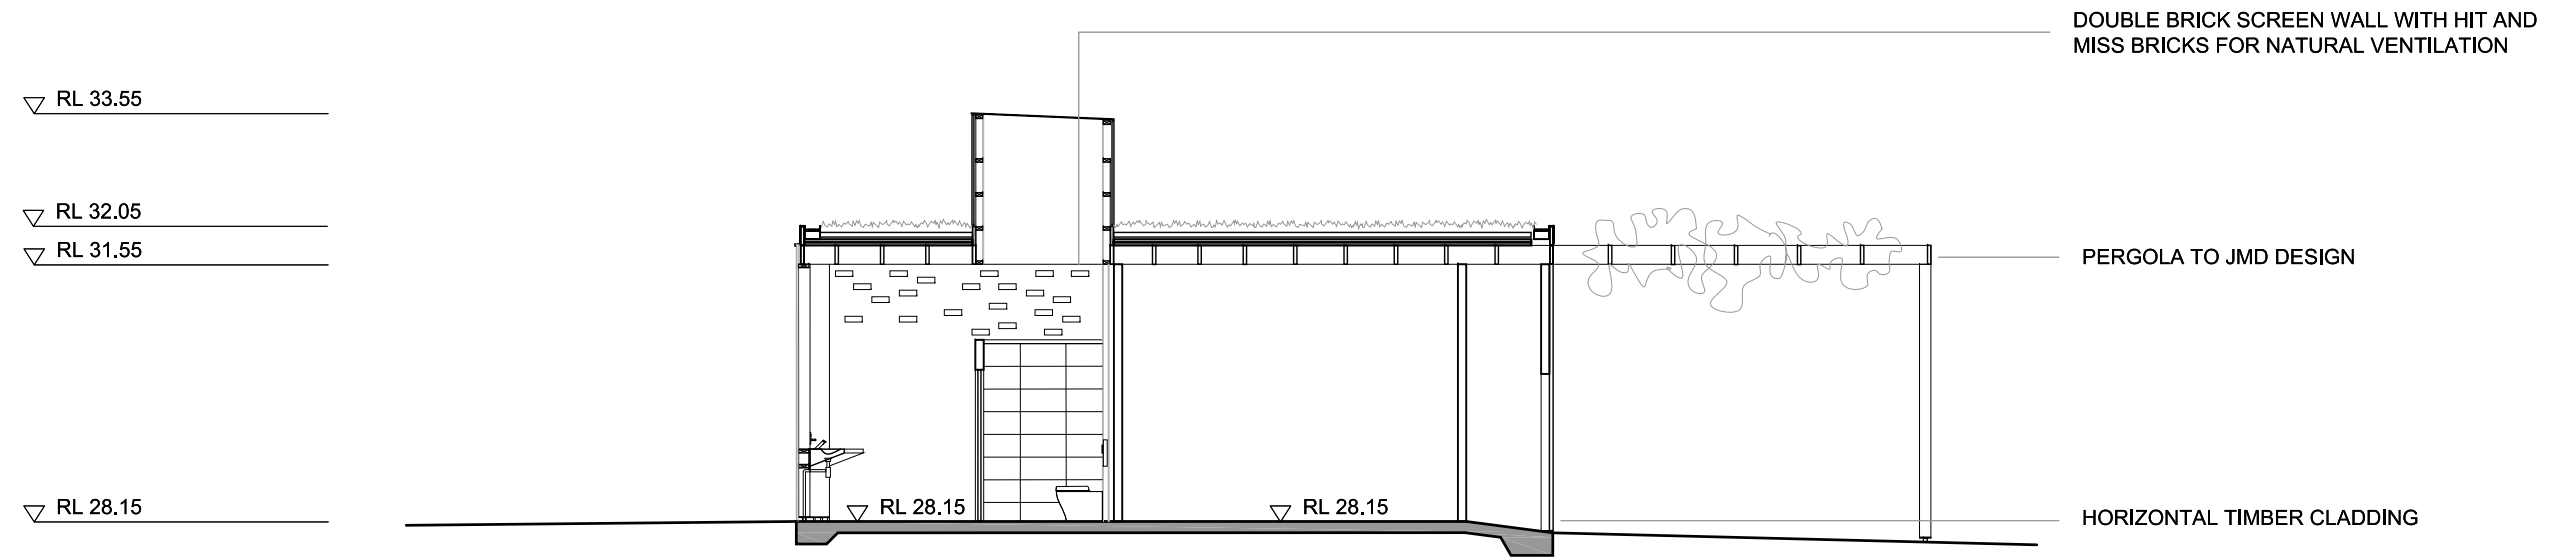 DOUBLE BRICK SCREEN WALL WITH HIT AND
MISS BRICKS FOR NATURAL VENTILATION
RL 33.55
RL 32.05
RL 31.55
PERGOLA TO JMD DESIGN
RL 28.15
RL 28.15
RL 28.15
HORIZONTAL TIMBER CLADDING